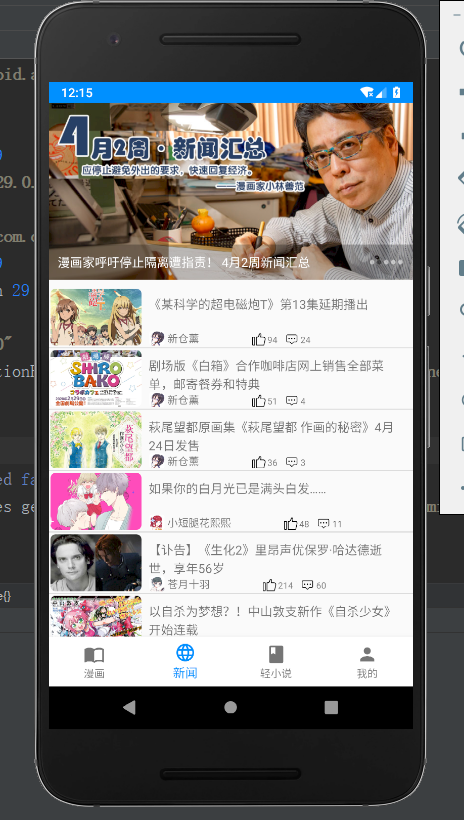 12:15
4月2周·新闻汇总
应停止避免外出的要求，快速回复经济。
——漫画家小林善范
漫画家呼吁停止隔离遭指责！ 4月2周新闻汇总
《某科学的超电磁炮T》第13集延期播出
新仓薰 94 24
剧场版《白箱》合作咖啡店网上销售全部菜
单，邮寄餐券和特典
新仓薰 51 4
SHIRO
BAKO
萩尾望都原画集《萩尾望都 作画的秘密》4月
24日发售
新仓薰 36 3
如果你的白月光已是满头白发……
小短腿花熙熙 48 11
【讣告】《生化2》里昂声优保罗·哈达德逝
世，享年56岁
苍月十羽 214 60
以自杀为梦想？！中山敦支新作《自杀少女》
开始连载
漫画 新闻 轻小说 我的